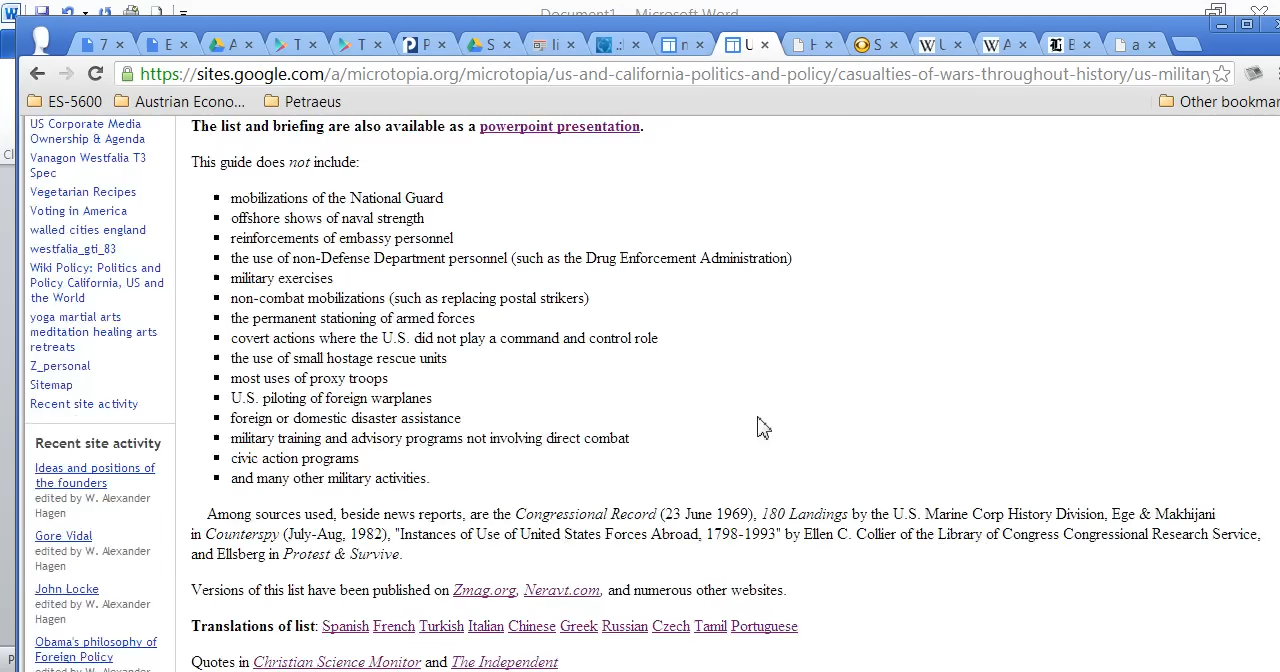 Document1 - Microsoft Word
7
E
A
T
T
P
S
li
.:
n
U
H
S
U
A
B
a
https://sites.google.com/a/microtopia.org/microtopia/us-and-california-politics-and-policy/casualties-of-wars-throughout-history/us-military
ES-5600 Austrian Econo... Petraeus Other bookmar
US Corporate Media
Ownership & Agenda
Vanagon Westfalia T3
Spec
Vegetarian Recipes
Voting in America
walled cities england
westfalia_gti_83
Wiki Policy: Politics and
Policy California, US and
the World
yoga martial arts
meditation healing arts
retreats
Z_personal
Sitemap
Recent site activity
Recent site activity
Ideas and positions of
the founders
edited by W. Alexander
Hagen
Gore Vidal
edited by W. Alexander
Hagen
John Locke
edited by W. Alexander
Hagen
Obama's philosophy of
Foreign Policy
The list and briefing are also available as a powerpoint presentation.
This guide does not include:
mobilizations of the National Guard
offshore shows of naval strength
reinforcements of embassy personnel
the use of non-Defense Department personnel (such as the Drug Enforcement Administration)
military exercises
non-combat mobilizations (such as replacing postal strikers)
the permanent stationing of armed forces
covert actions where the U.S. did not play a command and control role
the use of small hostage rescue units
most uses of proxy troops
U.S. piloting of foreign warplanes
foreign or domestic disaster assistance
military training and advisory programs not involving direct combat
civic action programs
and many other military activities.
Among sources used, beside news reports, are the Congressional Record (23 June 1969), 180 Landings by the U.S. Marine Corp History Division, Ege & Makhijani
in Counterspy (July-Aug, 1982), "Instances of Use of United States Forces Abroad, 1798-1993" by Ellen C. Collier of the Library of Congress Congressional Research Service,
and Ellsberg in Protest & Survive.
Versions of this list have been published on Zmag.org, Neravt.com, and numerous other websites.
Translations of list: Spanish French Turkish Italian Chinese Greek Russian Czech Tamil Portuguese
Quotes in Christian Science Monitor and The Independent